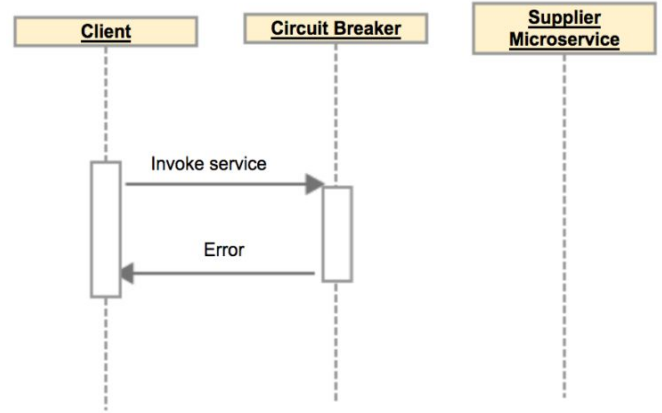 Client
Circuit Breaker
Supplier
Microservice
Invoke service
Error